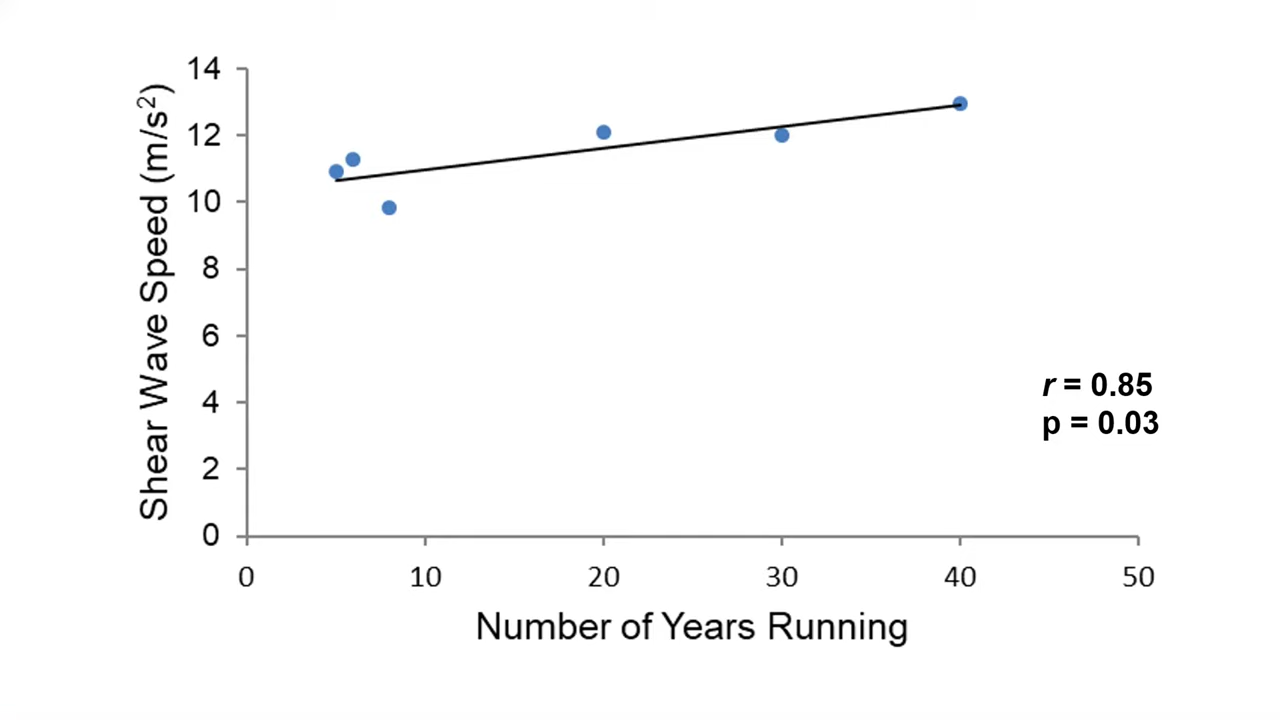 14
12
10
8
6
4
2
0
Shear Wave Speed (m/s²)
r = 0.85
p = 0.03
0 10 20 30 40 50
Number of Years Running